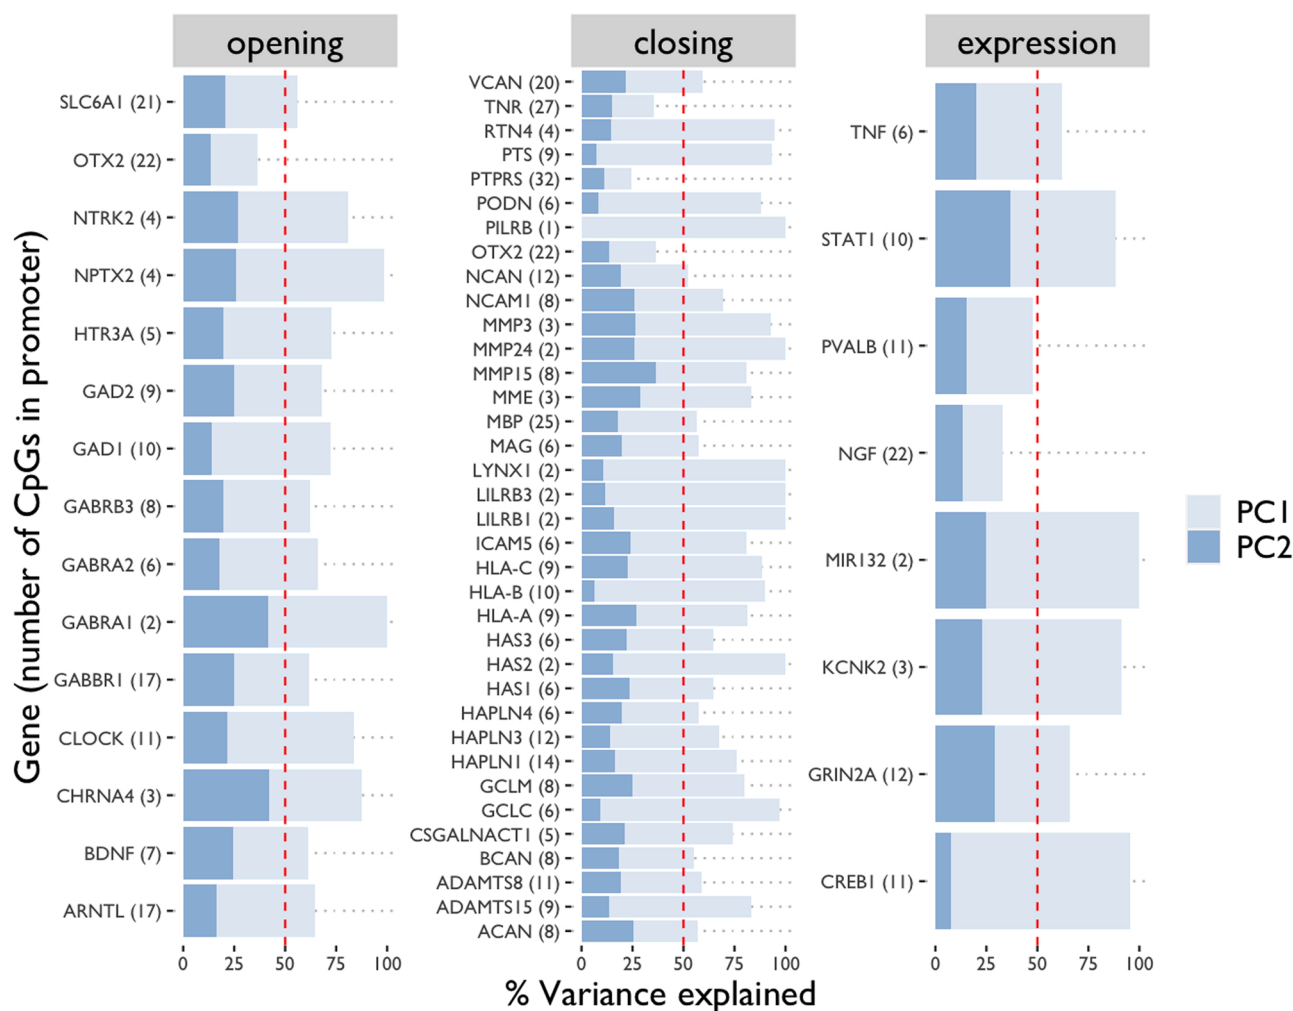 opening
closing
expression
Gene (number of CpGs in promoter)
SLC6A1 (21)
OTX2 (22)
NTRK2 (4)
NPTX2 (4)
HTR3A (5)
GAD2 (9)
GAD1 (10)
GABRB3 (8)
GABRA2 (6)
GABRA1 (2)
GABBR1 (17)
CLOCK (11)
CHRNA4 (3)
BDNF (7)
ARNTL (17)
0 25 50 75 100
VCAN (20)
TNR (27)
RTN4 (4)
PTS (9)
PTPRS (32)
PODN (6)
PILRB (1)
OTX2 (22)
NCAN (12)
NCAM1 (8)
MMP3 (3)
MMP24 (2)
MMP15 (8)
MME (3)
MBP (25)
MAG (6)
LYNX1 (2)
LILRB3 (2)
LILRB1 (2)
ICAM5 (6)
HLA-C (9)
HLA-B (10)
HLA-A (9)
HAS3 (6)
HAS2 (2)
HAS1 (6)
HAPLN4 (6)
HAPLN3 (12)
HAPLN1 (14)
GCLM (8)
GCLC (6)
CSGALNACT1 (5)
BCAN (8)
ADAMTS8 (11)
ADAMTS15 (9)
ACAN (8)
0 25 50 75 100
TNF (6)
STAT1 (10)
PVALB (11)
NGF (22)
MIR132 (2)
KCNK2 (3)
GRIN2A (12)
CREB1 (11)
0 25 50 75 100
% Variance explained
PC1
PC2